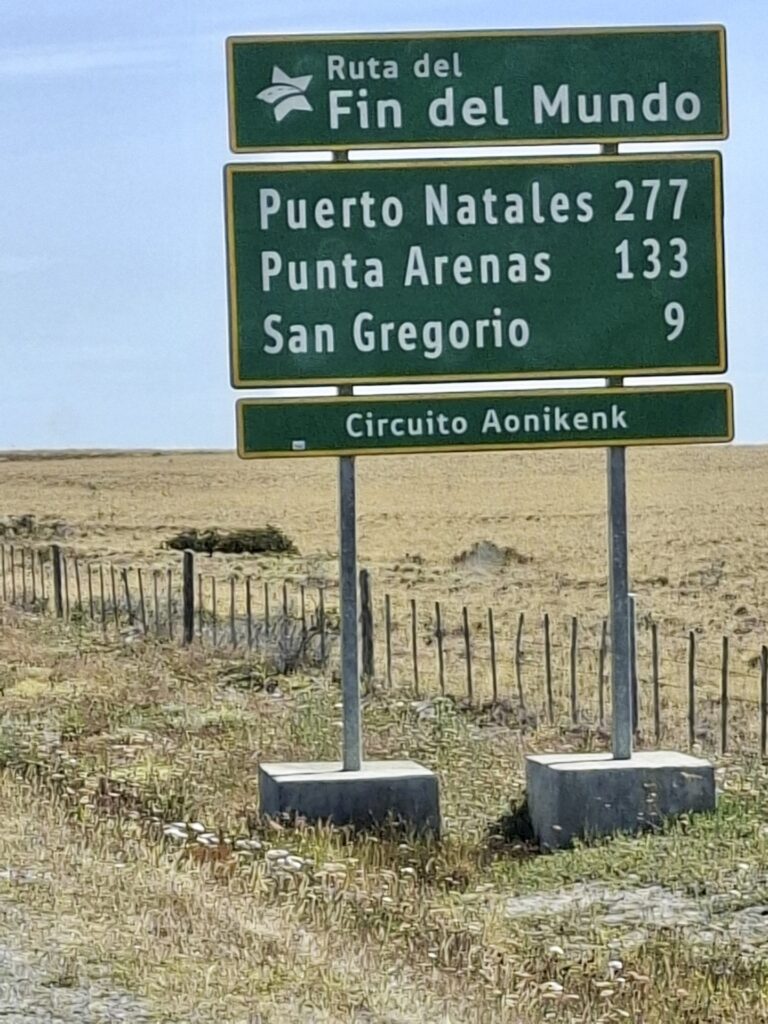 Ruta del
Fin del Mundo
Puerto Natales 277
Punta Arenas 133
San Gregorio 9
Circuito Aonikenk